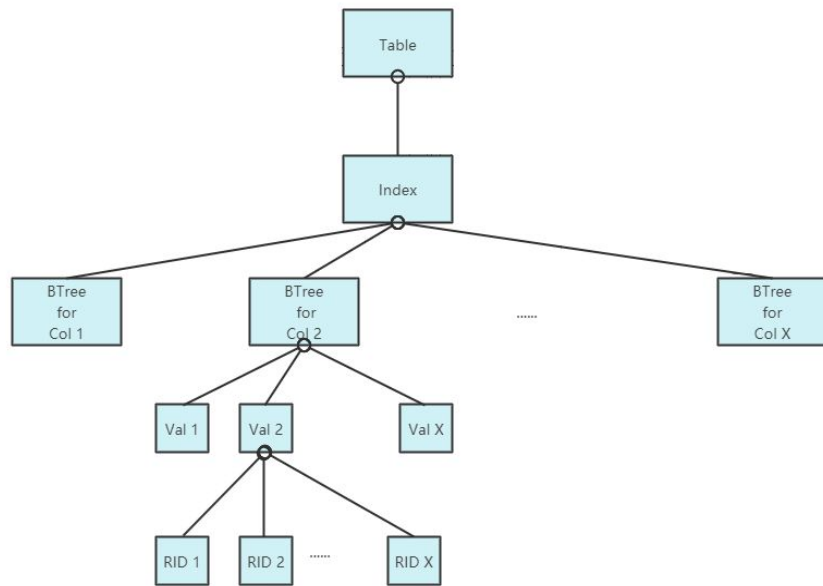 Table
Index
BTree
for
Col 1
BTree
for
Col 2
......
BTree
for
Col X
Val 1
Val 2
Val X
RID 1
RID 2
......
RID X